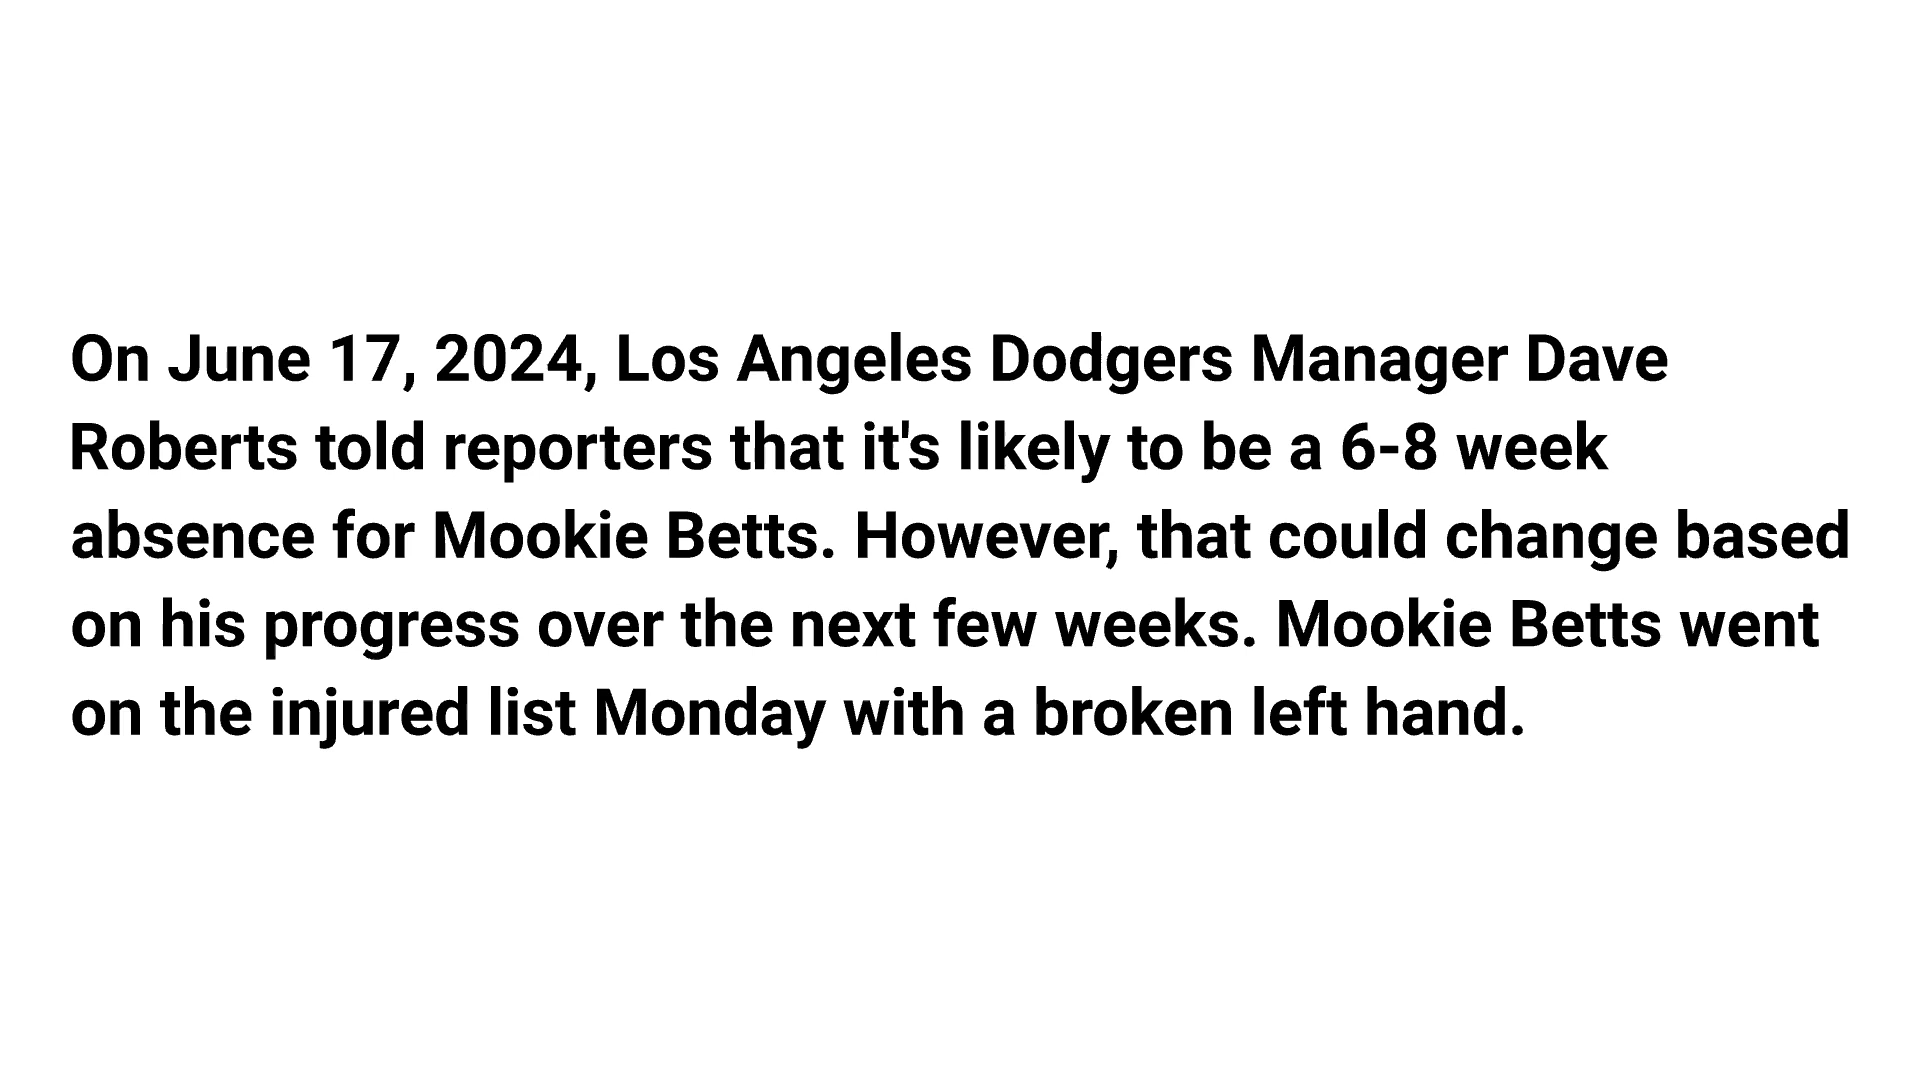 On June 17, 2024, Los Angeles Dodgers Manager Dave
Roberts told reporters that it's likely to be a 6-8 week
absence for Mookie Betts. However, that could change based
on his progress over the next few weeks. Mookie Betts went
on the injured list Monday with a broken left hand.